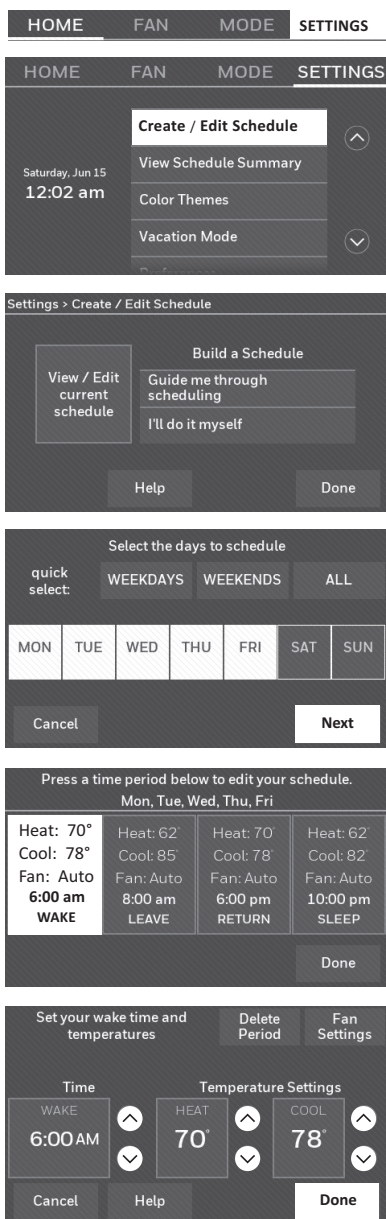 HOME FAN MODE SETTINGS
HOME FAN MODE SETTINGS
Saturday, Jun 15
12:02 am
Create / Edit Schedule
View Schedule Summary
Color Themes
Vacation Mode
Settings > Create / Edit Schedule
View / Edit
current
schedule
Build a Schedule
Guide me through
scheduling
I'll do it myself
Help Done
Select the days to schedule
quick
select:
WEEKDAYS WEEKENDS ALL
MON TUE WED THU FRI SAT SUN
Cancel Next
Press a time period below to edit your schedule.
Mon, Tue, Wed, Thu, Fri
Heat: 70° Heat: 62° Heat: 70° Heat: 62°
Cool: 78° Cool: 85° Cool: 78° Cool: 82°
Fan: Auto Fan: Auto Fan: Auto Fan: Auto
6:00 am 8:00 am 6:00 pm 10:00 pm
WAKE LEAVE RETURN SLEEP
Done
Set your wake time and
temperatures
Delete
Period
Fan
Settings
Time Temperature Settings
WAKE HEAT COOL
6:00 AM 70° 78°
Cancel Help Done